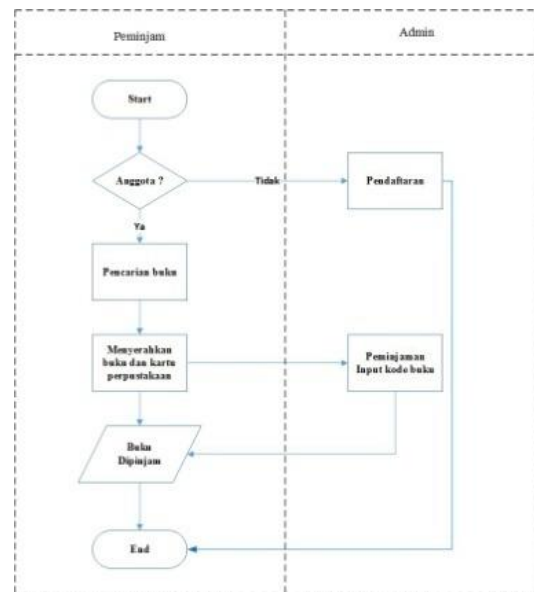 Peminjam
Admin
Start
Anggota ?
Tidak
Pendaftaran
Ya
Pencarian buku
Menyerahkan
buku dan kartu
perpustakaan
Peminjaman
Input kode buku
Buku
Dipinjam
End